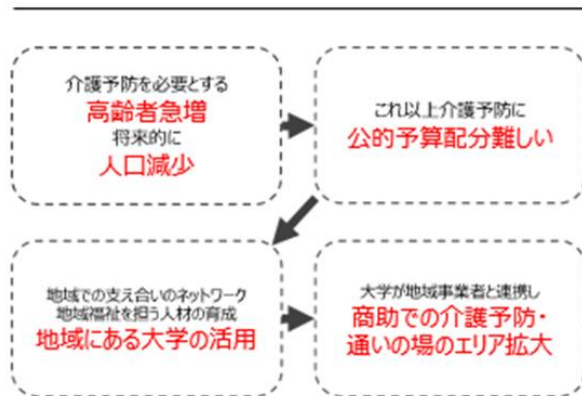 介護予防を必要とする
高齢者急増
将来的に
人口減少
これ以上介護予防に
公的予算配分難しい
地域での支え合いのネットワーク
地域福祉を担う人材の育成
地域にある大学の活用
大学が地域事業者と連携し
商助での介護予防・
通いの場のエリア拡大